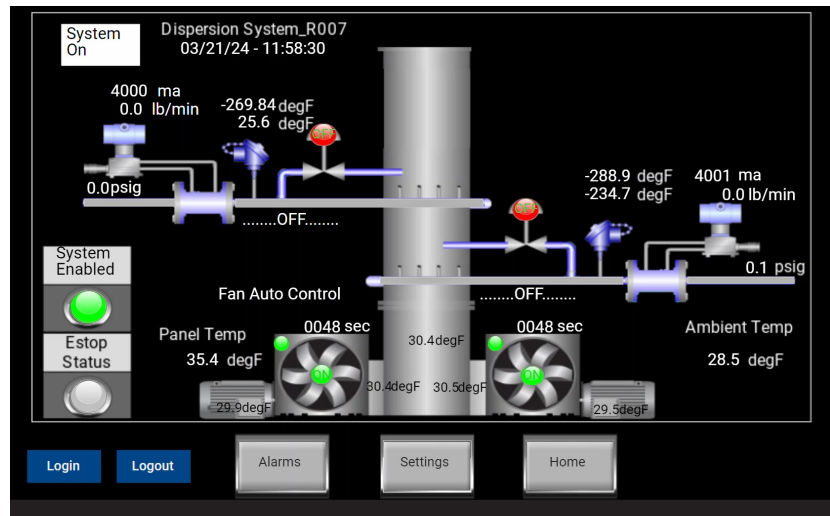 System
On
Dispersion System_R007
03/21/24 - 11:58:30
4000 ma
0.0 lb/min
-269.84 degF
25.6 degF
OFF
0.0psig
........OFF........
-288.9 degF
-234.7 degF
4001 ma
0.0 lb/min
OFF
0.1 psig
........OFF........
System
Enabled
Estop
Status
Fan Auto Control
Panel Temp
35.4 degF
0048 sec
ON
29.9degF
30.4degF
30.4degF
30.5degF
0048 sec
ON
29.5degF
Ambient Temp
28.5 degF
Login
Logout
Alarms
Settings
Home